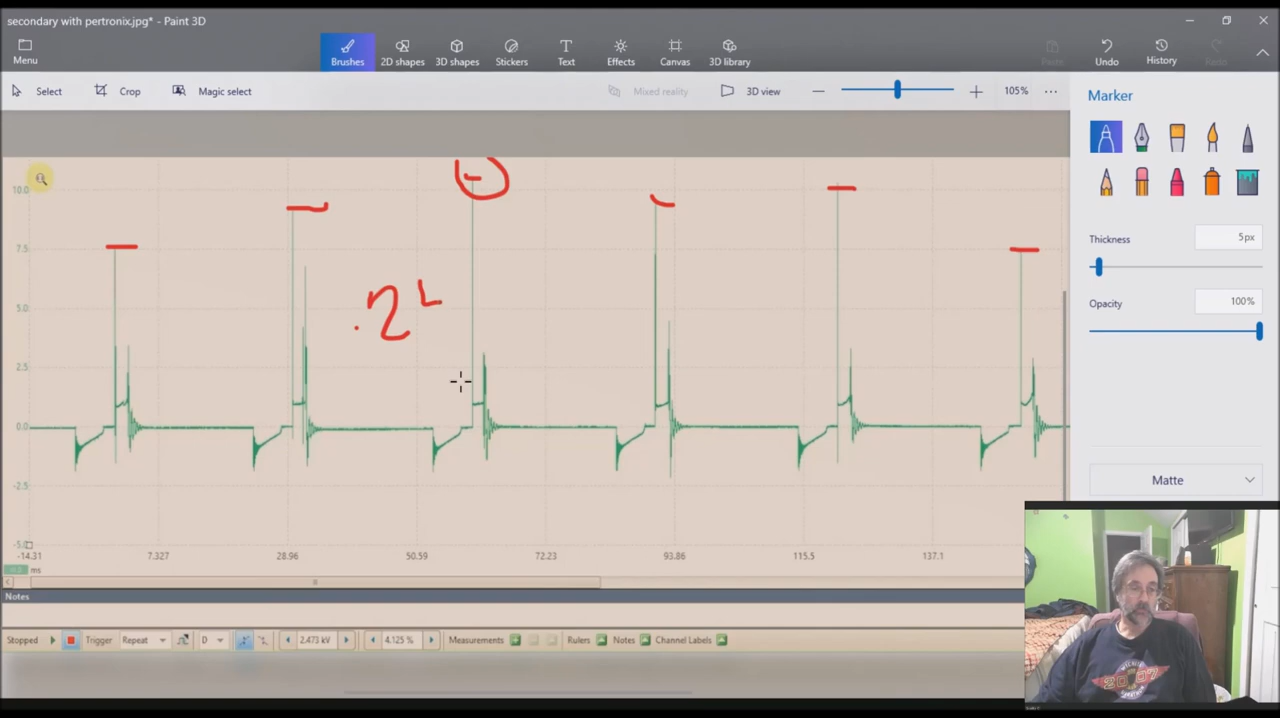 secondary with pertronix.jpg* - Paint 3D
Menu
Brushes
2D shapes
3D shapes
Stickers
Text
Effects
Canvas
3D library
Paste
Undo
History
Redo
Select
Crop
Magic select
Mixed reality
3D view
105%
Marker
Thickness
5px
Opacity
100%
Matte
10.0
7.5
5.0
2.5
0.0
-2.5
-5.0
-14.31
7.327
28.96
50.59
72.23
93.86
115.5
137.1
ms
Notes
Stopped
Trigger
Repeat
D
2.473 kV
4.125 %
Measurements
Rulers
Notes
Channel Labels
2007